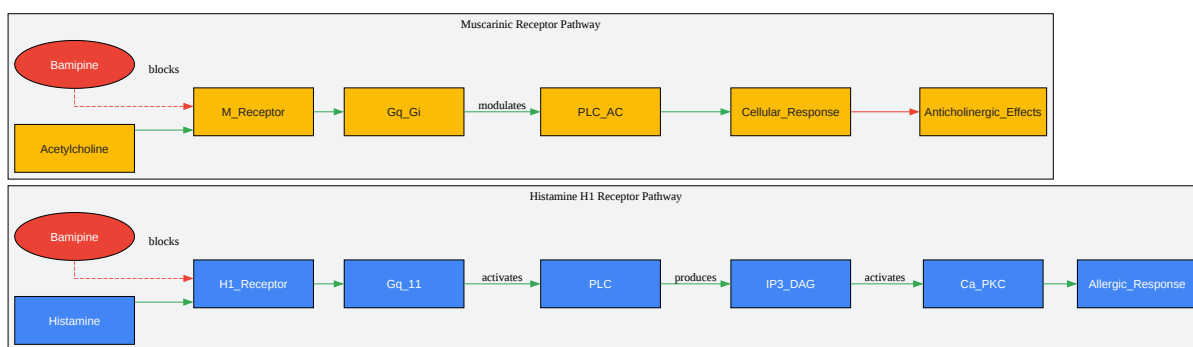 Muscarinic Receptor Pathway
Bamipine
blocks
M_Receptor
Gq_Gi
modulates
PLC_AC
Cellular_Response
Anticholinergic_Effects
Acetylcholine
Histamine H1 Receptor Pathway
Bamipine
blocks
H1_Receptor
Gq_11
activates
PLC
produces
IP3_DAG
activates
Ca_PKC
Allergic_Response
Histamine